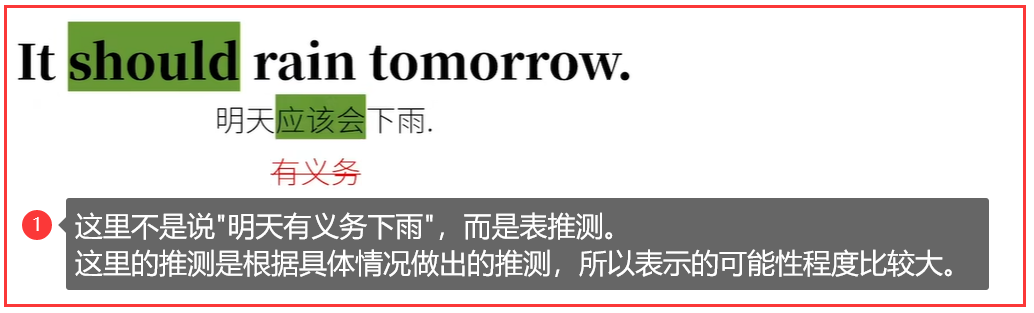 It should rain tomorrow.
明天应该会下雨.
有义务
1
这里不是说"明天有义务下雨"，而是表推测。
这里的推测是根据具体情况做出的推测，所以表示的可能性程度比较大。